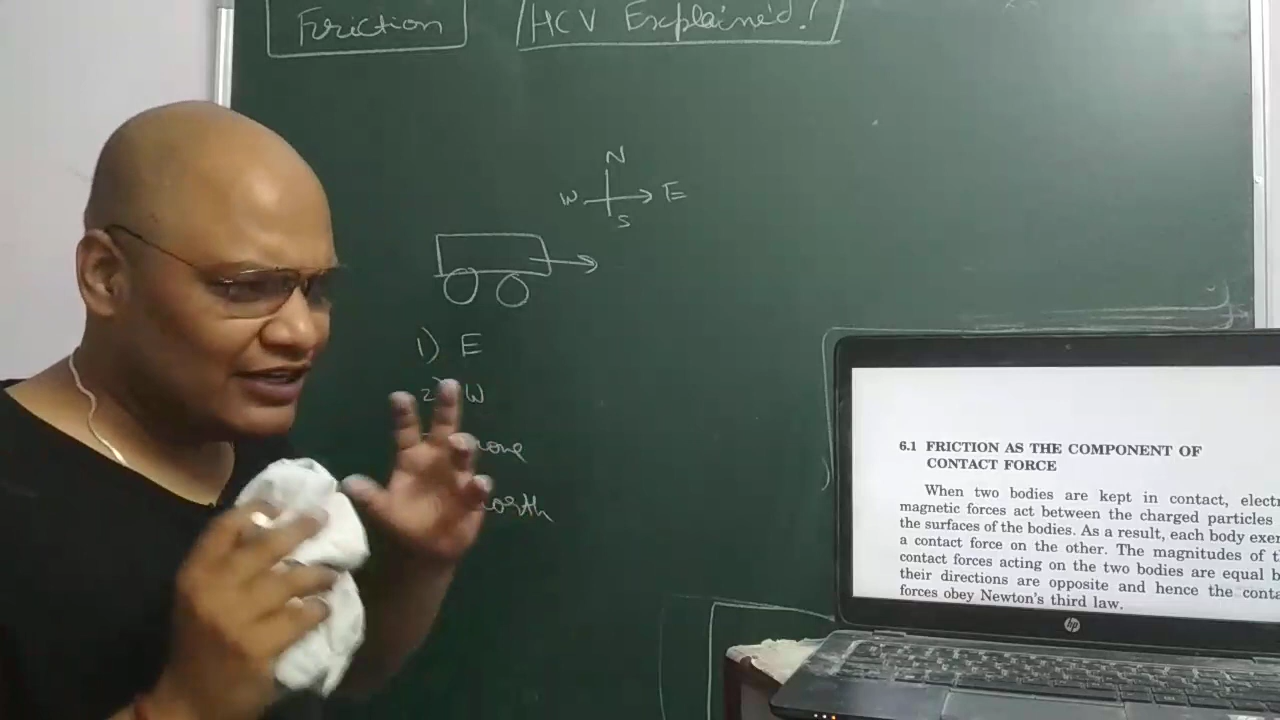 Friction
HCV Explained!
N
W E
S
1) E
2) W
none
orth
6.1 FRICTION AS THE COMPONENT OF
CONTACT FORCE
When two bodies are kept in contact, electr
magnetic forces act between the charged particles
the surfaces of the bodies. As a result, each body exer
a contact force on the other. The magnitudes of t
contact forces acting on the two bodies are equal b
their directions are opposite and hence the conta
forces obey Newton's third law.
hp